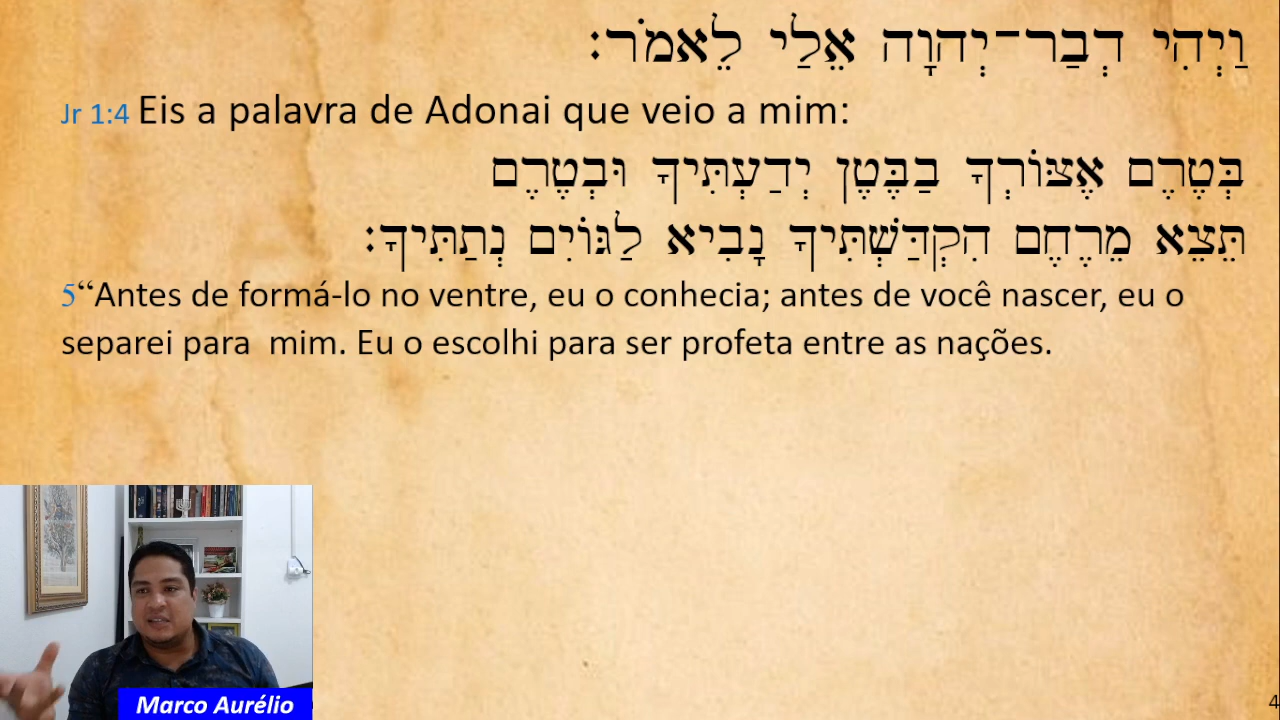 וַיְהִי דְבַר־יְהוָה אֵלַי לֵאמֹר׃
Jr 1:4 Eis a palavra de Adonai que veio a mim:
בְּטֶרֶם אֶצּוֹרְךָ בַבֶּטֶן יְדַעְתִּיךָ וּבְטֶרֶם
תֵּצֵא מֵרֶחֶם הִקְדַּשְׁתִּיךָ נָבִיא לַגּוֹיִם נְתַתִּיךָ׃
5“Antes de formá-lo no ventre, eu o conhecia; antes de você nascer, eu o
separei para  mim. Eu o escolhi para ser profeta entre as nações.
Marco Aurélio
4